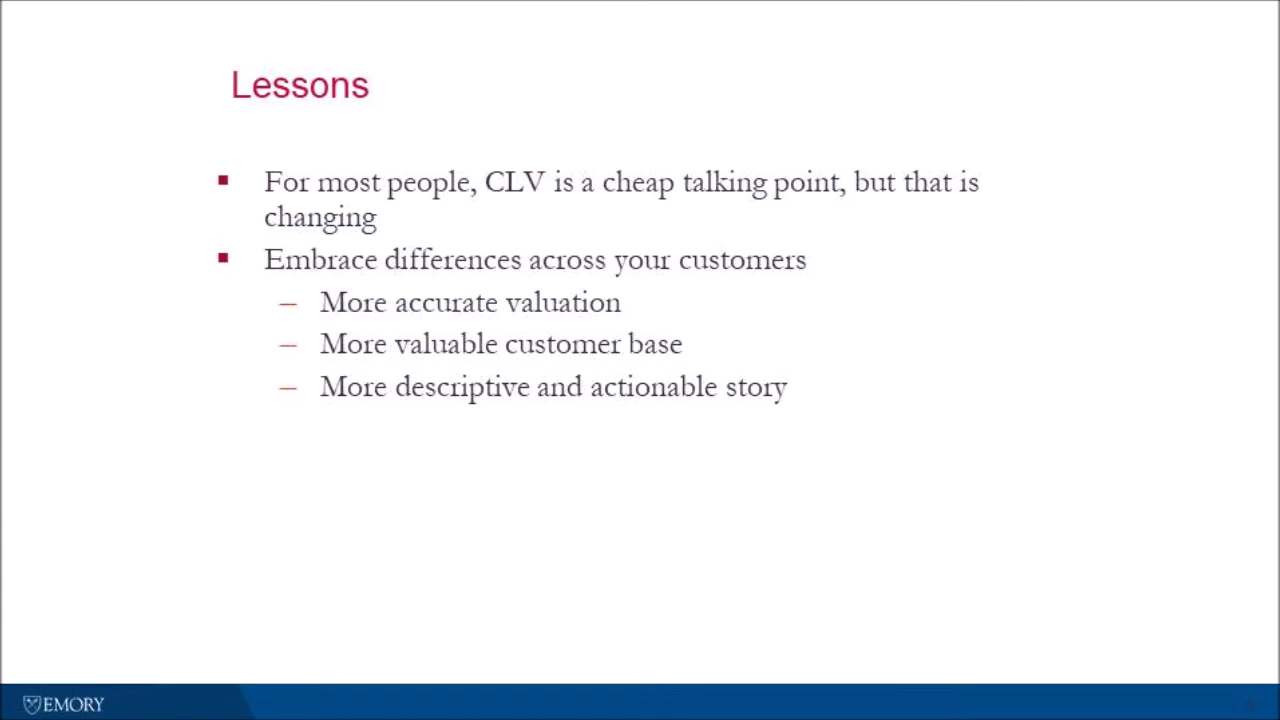 Lessons
For most people, CLV is a cheap talking point, but that is
changing
Embrace differences across your customers
– More accurate valuation
– More valuable customer base
– More descriptive and actionable story
EMORY